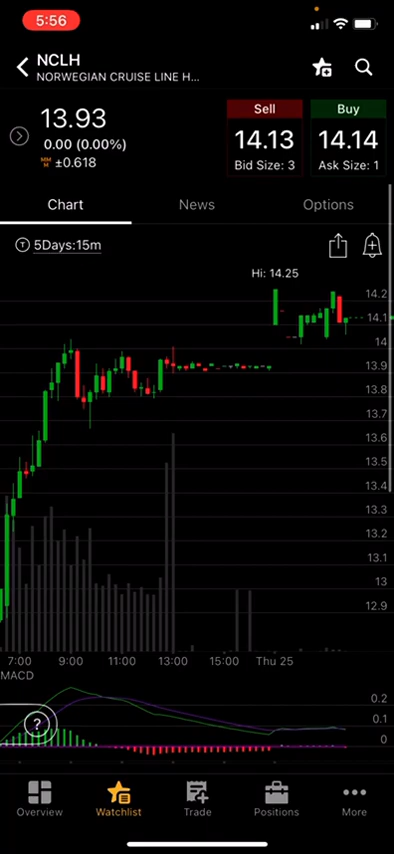 5:56
NCLH
NORWEGIAN CRUISE LINE H...
13.93
0.00 (0.00%)
MMM ±0.618
Sell
14.13
Bid Size: 3
Buy
14.14
Ask Size: 1
Chart
News
Options
T 5Days:15m
Hi: 14.25
14.2
14.1
14
13.9
13.8
13.7
13.6
13.5
13.4
13.3
13.2
13.1
13
12.9
7:00
9:00
11:00
13:00
15:00
Thu 25
MACD
0.2
0.1
0
?
Overview
Watchlist
Trade
Positions
More